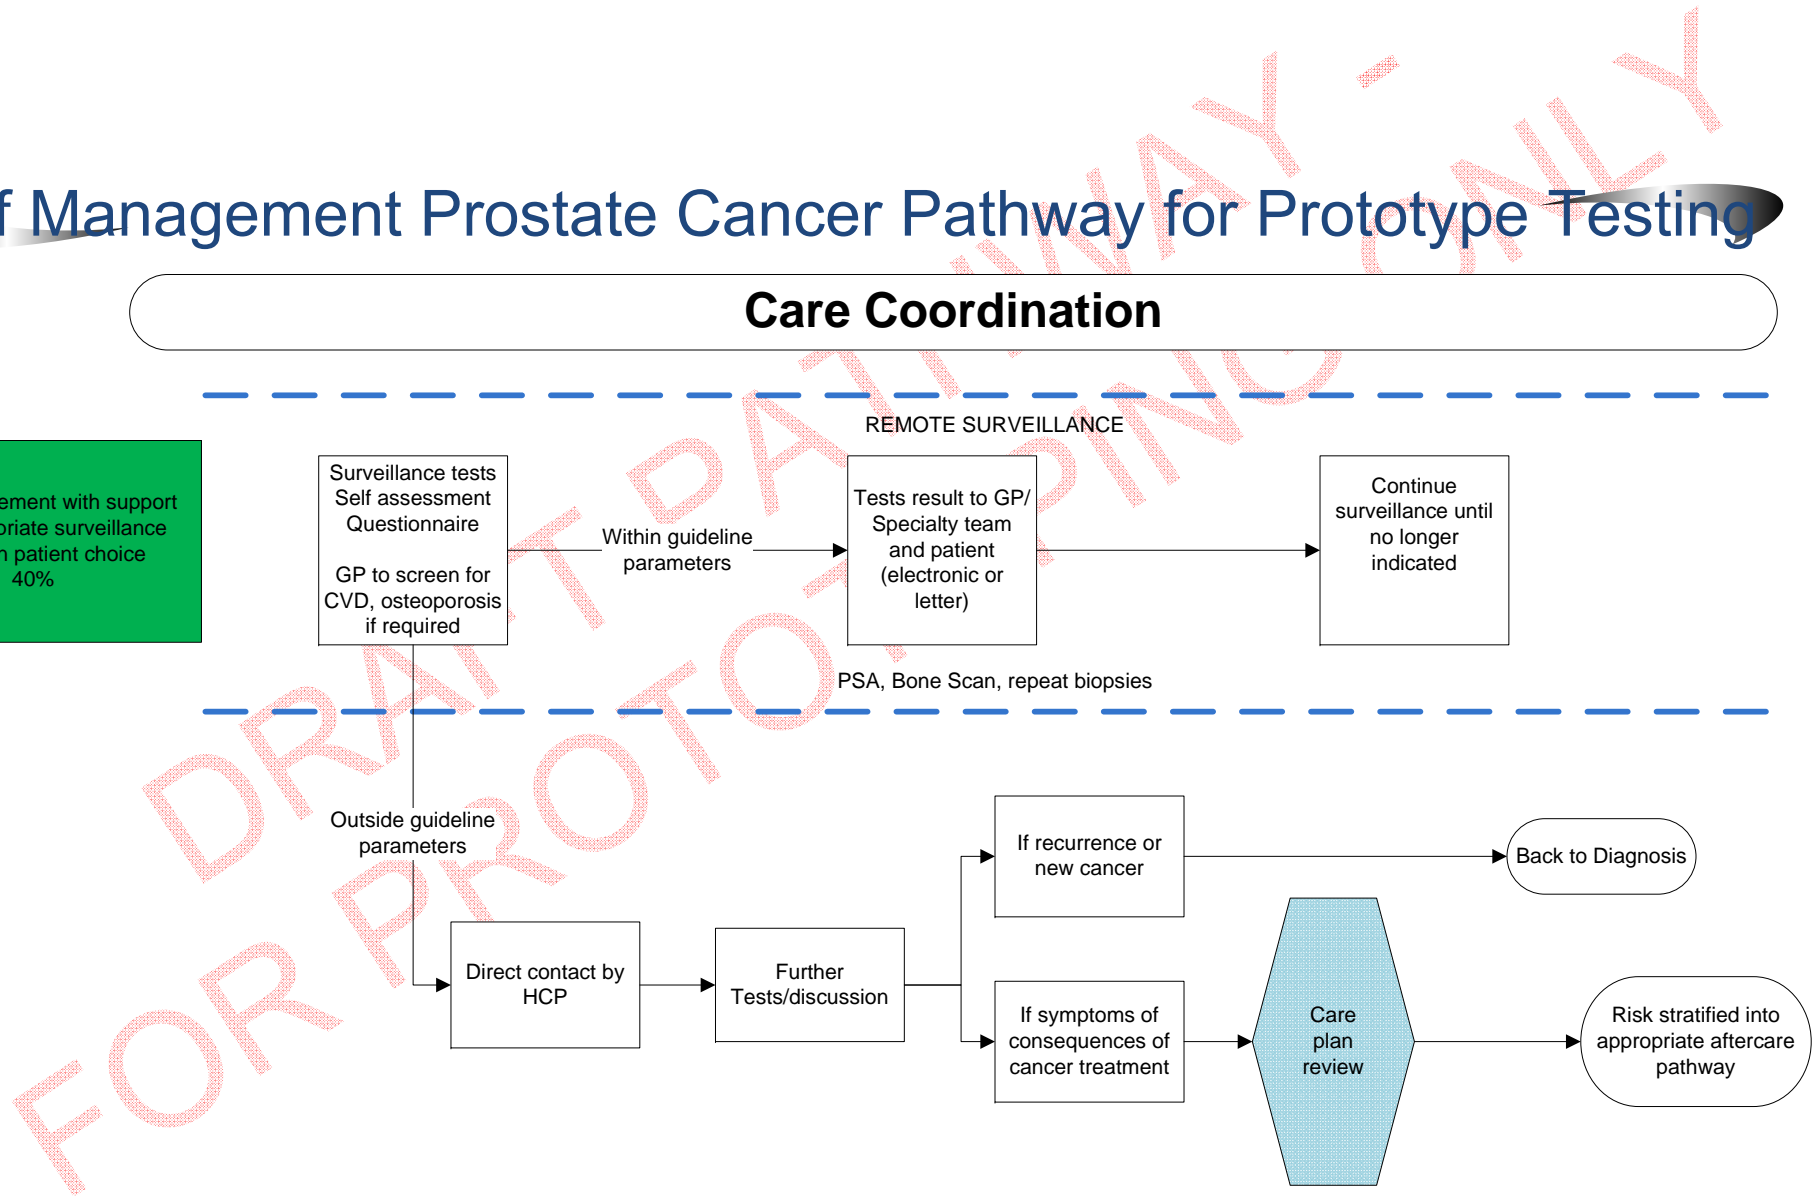 f Management Prostate Cancer Pathway for Prototype Testing
Care Coordination
REMOTE SURVEILLANCE
ement with support
oriate surveillance
n patient choice
40%
Surveillance tests
Self assessment
Questionnaire
GP to screen for
CVD, osteoporosis
if required
Within guideline
parameters
Tests result to GP/
Specialty team
and patient
(electronic or
letter)
Continue
surveillance until
no longer
indicated
PSA, Bone Scan, repeat biopsies
Outside guideline
parameters
Direct contact by
HCP
Further
Tests/discussion
If recurrence or
new cancer
Back to Diagnosis
If symptoms of
consequences of
cancer treatment
Care
plan
review
Risk stratified into
appropriate aftercare
pathway
DRAFT PATHWAY -
FOR PROTOTYPING ONLY